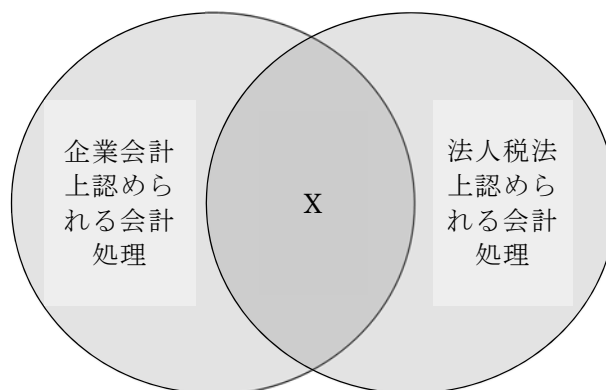 企業会計
上認めら
れる会計
処理
X
法人税法
上認めら
れる会計
処理